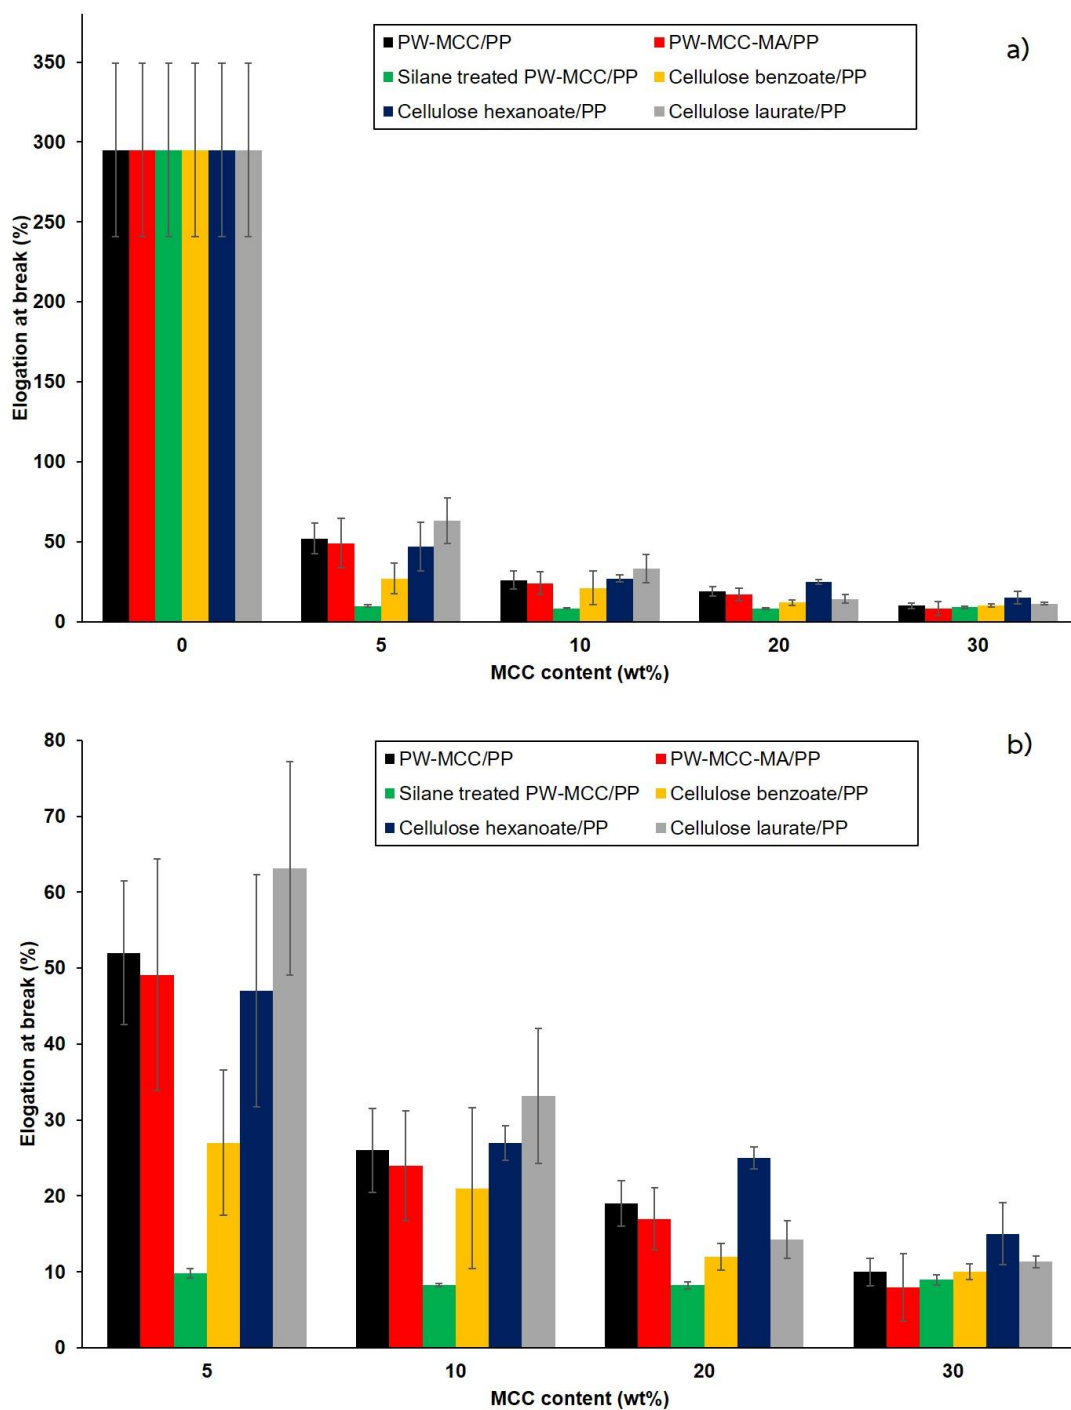 a)
PW-MCC/PP PW-MCC-MA/PP
Silane treated PW-MCC/PP Cellulose benzoate/PP
Cellulose hexanoate/PP Cellulose laurate/PP
Elogation at break (%)
350
300
250
200
150
100
50
0
0 5 10 20 30
MCC content (wt%)
b)
PW-MCC/PP PW-MCC-MA/PP
Silane treated PW-MCC/PP Cellulose benzoate/PP
Cellulose hexanoate/PP Cellulose laurate/PP
Elogation at break (%)
80
70
60
50
40
30
20
10
0
5 10 20 30
MCC content (wt%)